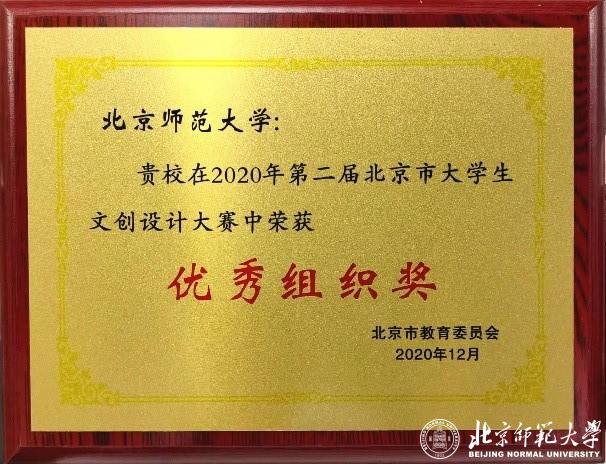 北京师范大学:
贵校在2020年第二届北京市大学生
文创设计大赛中荣获
优秀组织奖
北京市教育委员会
2020年12月
北京师范大学
BEIJING NORMAL UNIVERSITY